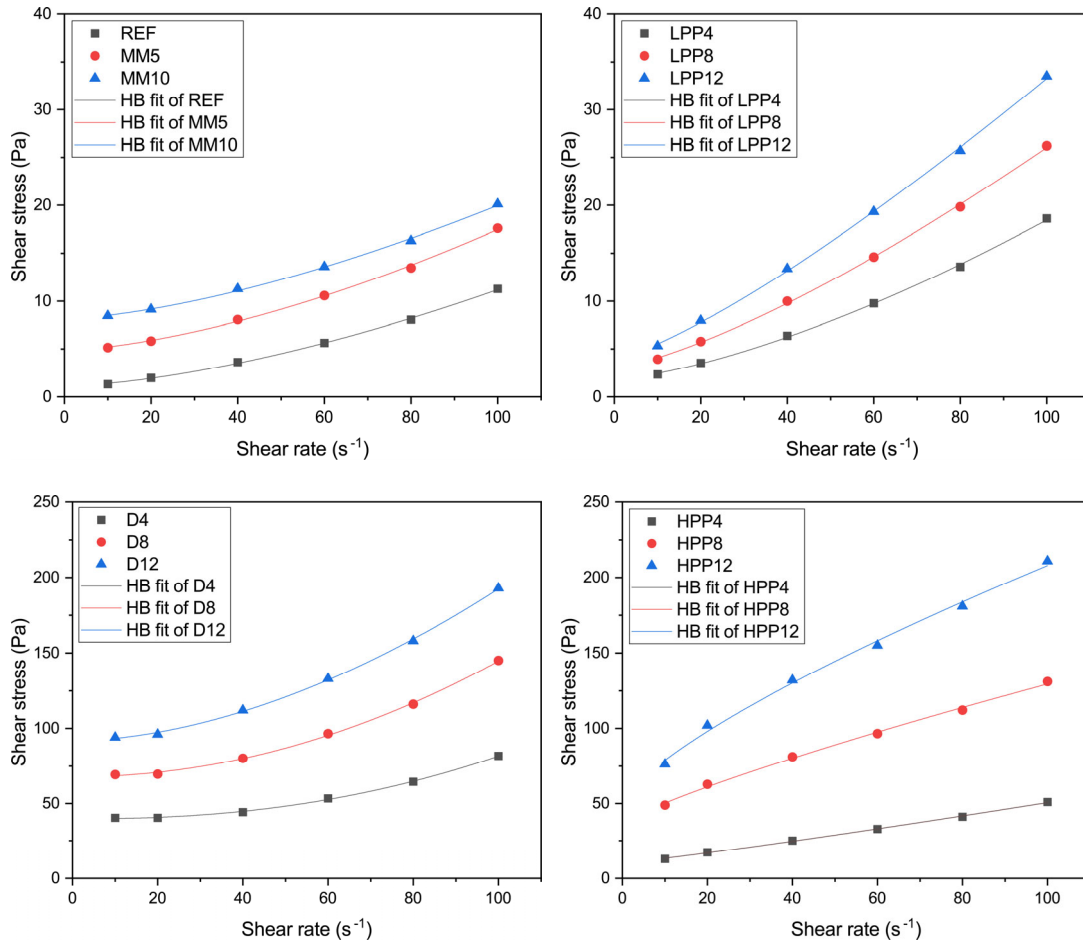 40
30
20
10
0
Shear stress (Pa)
REF
MM5
MM10
HB fit of REF
HB fit of MM5
HB fit of MM10
0 20 40 60 80 100
Shear rate (s⁻¹)
40
30
20
10
0
Shear stress (Pa)
LPP4
LPP8
LPP12
HB fit of LPP4
HB fit of LPP8
HB fit of LPP12
0 20 40 60 80 100
Shear rate (s⁻¹)
250
200
150
100
50
0
Shear stress (Pa)
D4
D8
D12
HB fit of D4
HB fit of D8
HB fit of D12
0 20 40 60 80 100
Shear rate (s⁻¹)
250
200
150
100
50
0
Shear stress (Pa)
HPP4
HPP8
HPP12
HB fit of HPP4
HB fit of HPP8
HB fit of HPP12
0 20 40 60 80 100
Shear rate (s⁻¹)